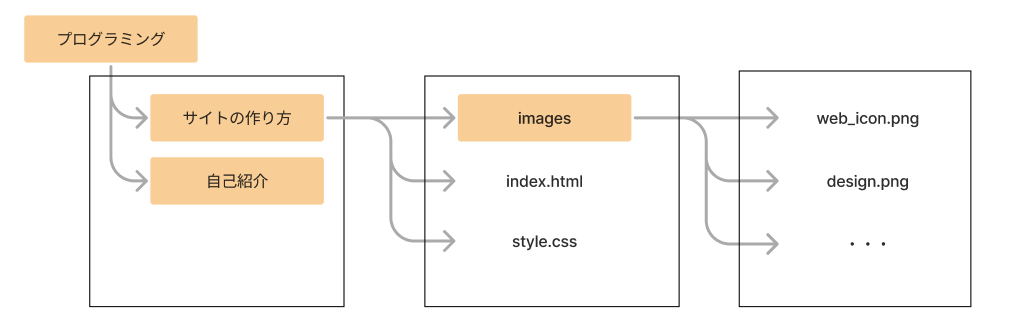 プログラミング
サイトの作り方
自己紹介
images
index.html
style.css
web_icon.png
design.png
・・・